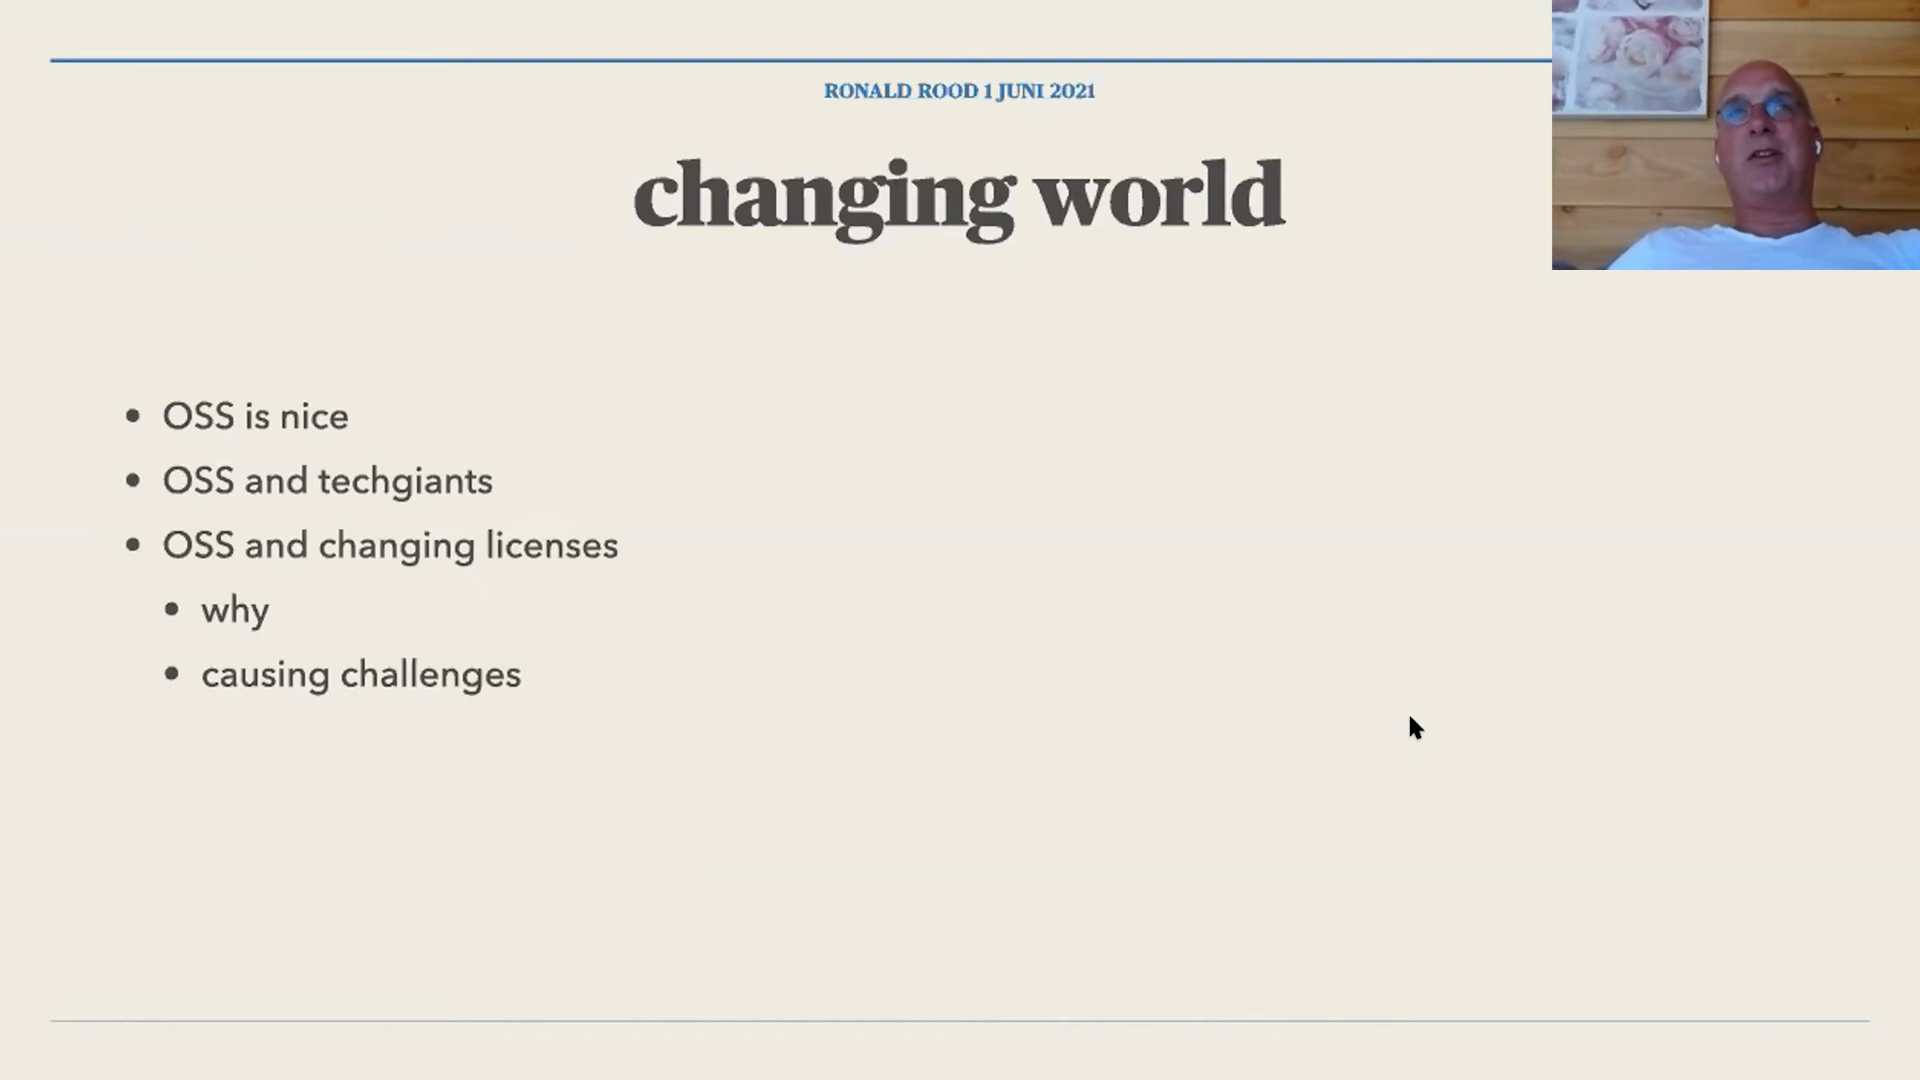 RONALD ROOD 1 JUNI 2021
changing world
• OSS is nice
• OSS and techgiants
• OSS and changing licenses
• why
• causing challenges